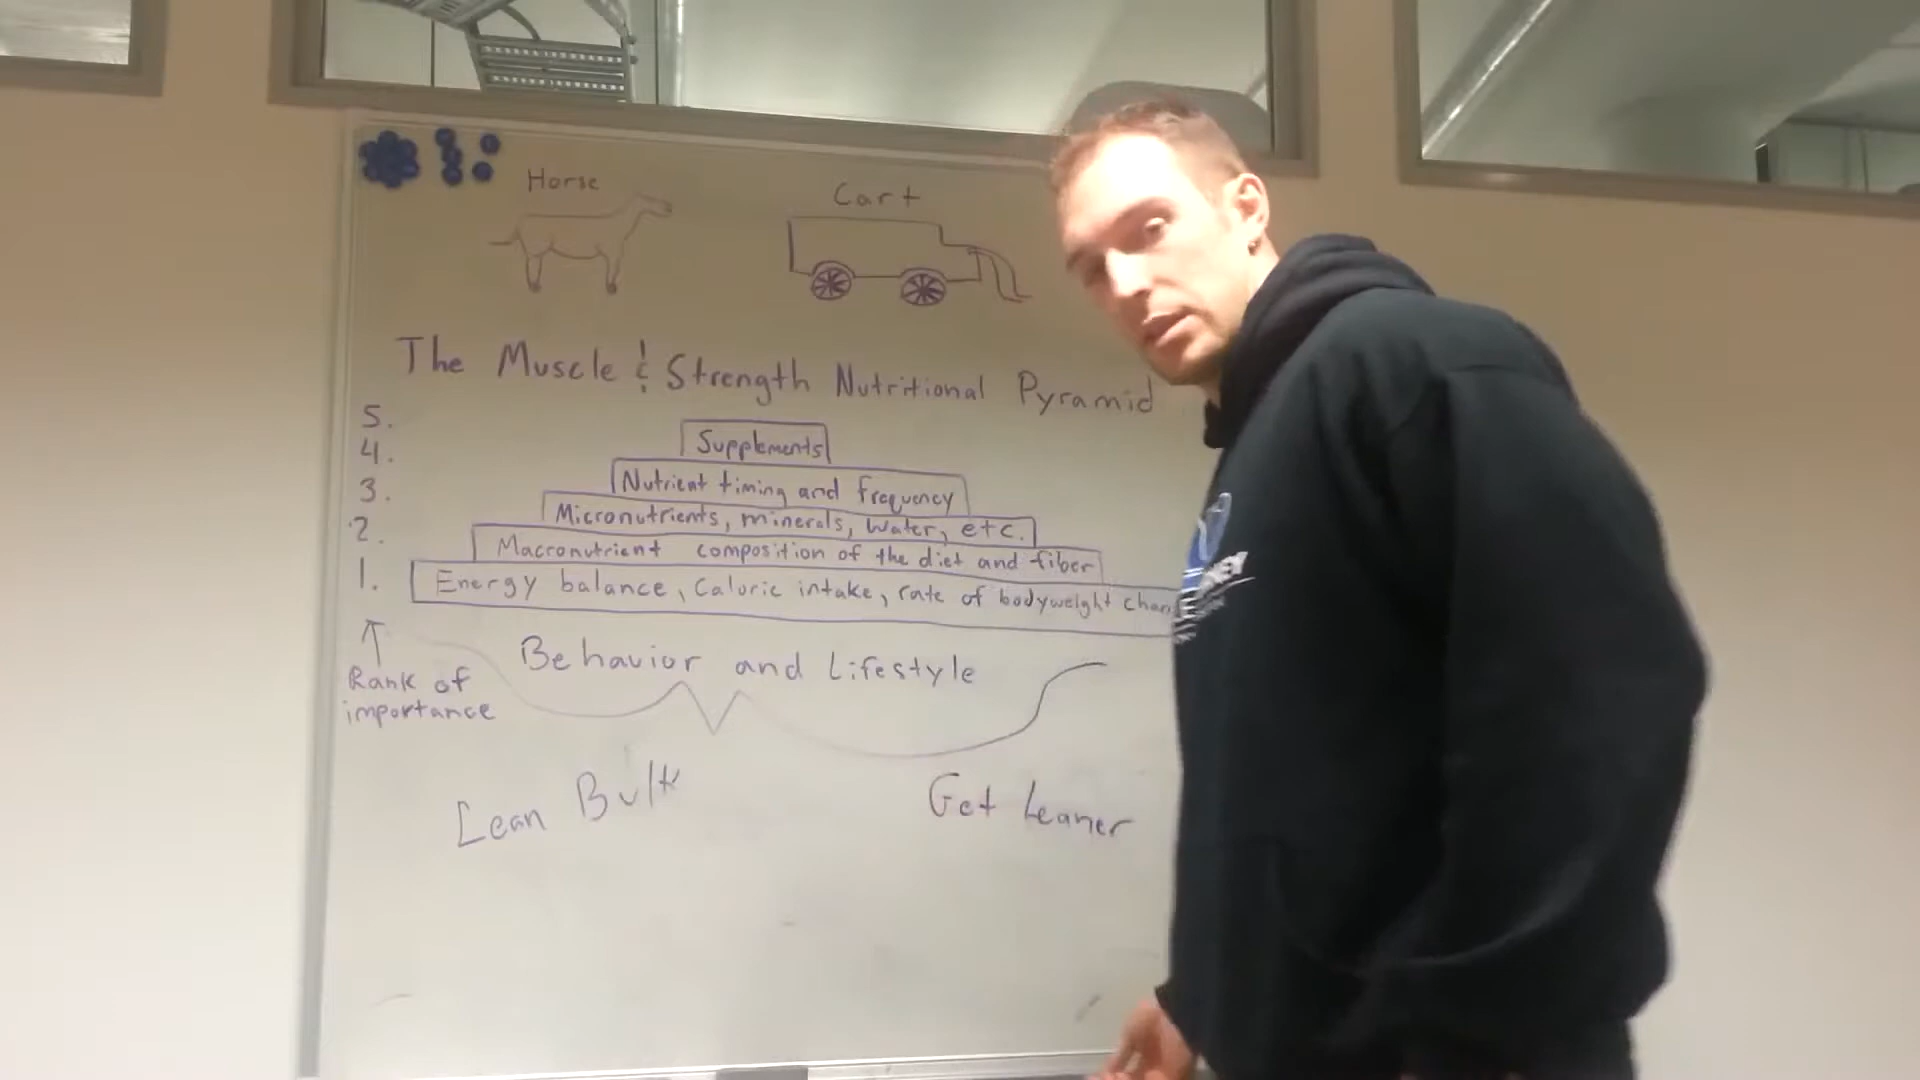 Horse
Cart
The Muscle & Strength Nutritional Pyramid
5.
Supplements
4.
Nutrient timing and frequency
3.
Micronutrients, minerals, Water, etc.
2.
Macronutrient composition of the diet and fiber
1.
Energy balance, Caloric intake, rate of bodyweight chan
Behavior and Lifestyle
Rank of
importance
Lean Bulk
Get Leaner